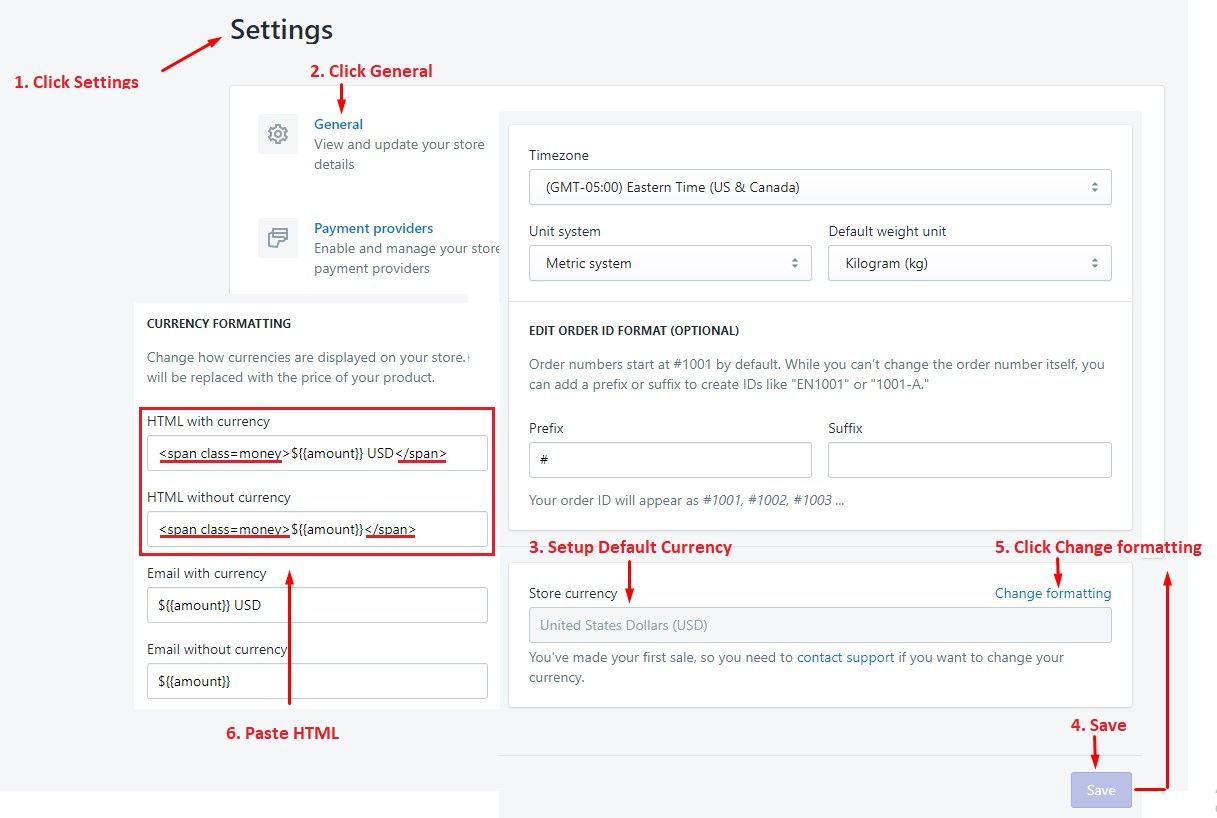 Settings
1. Click Settings
2. Click General
General
View and update your store
details
Payment providers
Enable and manage your store
payment providers
Timezone
(GMT-05:00) Eastern Time (US & Canada)
Unit system
Default weight unit
Metric system
Kilogram (kg)
EDIT ORDER ID FORMAT (OPTIONAL)
Order numbers start at #1001 by default. While you can't change the order number itself, you
can add a prefix or suffix to create IDs like "EN1001" or "1001-A."
Prefix
Suffix
#
Your order ID will appear as #1001, #1002, #1003 ...
CURRENCY FORMATTING
Change how currencies are displayed on your store.
will be replaced with the price of your product.
HTML with currency
<span class=money>${{amount}} USD</span>
HTML without currency
<span class=money>${{amount}}</span>
Email with currency
${{amount}} USD
Email without currency
${{amount}}
6. Paste HTML
3. Setup Default Currency
5. Click Change formatting
Store currency
Change formatting
United States Dollars (USD)
You've made your first sale, so you need to contact support if you want to change your
currency.
4. Save
Save